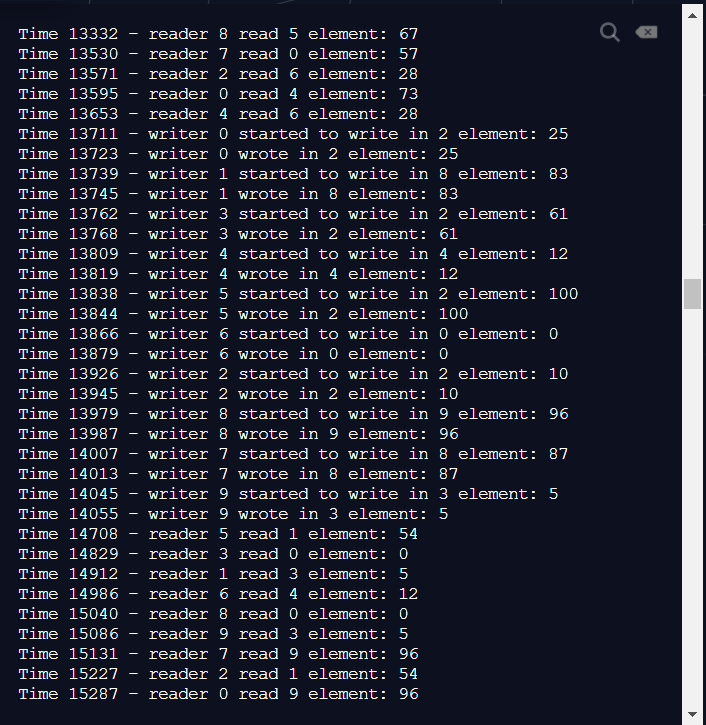 Time 13332 - reader 8 read 5 element: 67
Time 13530 - reader 7 read 0 element: 57
Time 13571 - reader 2 read 6 element: 28
Time 13595 - reader 0 read 4 element: 73
Time 13653 - reader 4 read 6 element: 28
Time 13711 - writer 0 started to write in 2 element: 25
Time 13723 - writer 0 wrote in 2 element: 25
Time 13739 - writer 1 started to write in 8 element: 83
Time 13745 - writer 1 wrote in 8 element: 83
Time 13762 - writer 3 started to write in 2 element: 61
Time 13768 - writer 3 wrote in 2 element: 61
Time 13809 - writer 4 started to write in 4 element: 12
Time 13819 - writer 4 wrote in 4 element: 12
Time 13838 - writer 5 started to write in 2 element: 100
Time 13844 - writer 5 wrote in 2 element: 100
Time 13866 - writer 6 started to write in 0 element: 0
Time 13879 - writer 6 wrote in 0 element: 0
Time 13926 - writer 2 started to write in 2 element: 10
Time 13945 - writer 2 wrote in 2 element: 10
Time 13979 - writer 8 started to write in 9 element: 96
Time 13987 - writer 8 wrote in 9 element: 96
Time 14007 - writer 7 started to write in 8 element: 87
Time 14013 - writer 7 wrote in 8 element: 87
Time 14045 - writer 9 started to write in 3 element: 5
Time 14055 - writer 9 wrote in 3 element: 5
Time 14708 - reader 5 read 1 element: 54
Time 14829 - reader 3 read 0 element: 0
Time 14912 - reader 1 read 3 element: 5
Time 14986 - reader 6 read 4 element: 12
Time 15040 - reader 8 read 0 element: 0
Time 15086 - reader 9 read 3 element: 5
Time 15131 - reader 7 read 9 element: 96
Time 15227 - reader 2 read 1 element: 54
Time 15287 - reader 0 read 9 element: 96